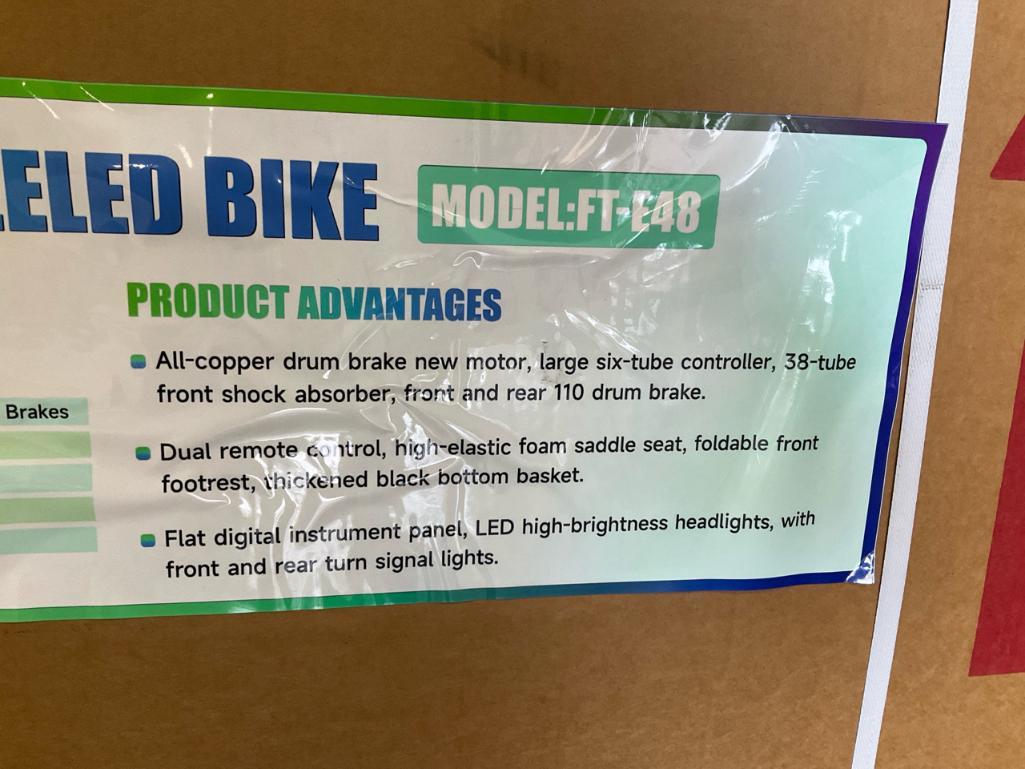 BIKE MODEL:FT-E48
PRODUCT ADVANTAGES
All-copper drum brake new motor, large six-tube controller, 38-tube
front shock absorber, front and rear 110 drum brake.
Brakes
Dual remote control, high-elastic foam saddle seat, foldable front
footrest, thickened black bottom basket.
Flat digital instrument panel, LED high-brightness headlights, with
front and rear turn signal lights.